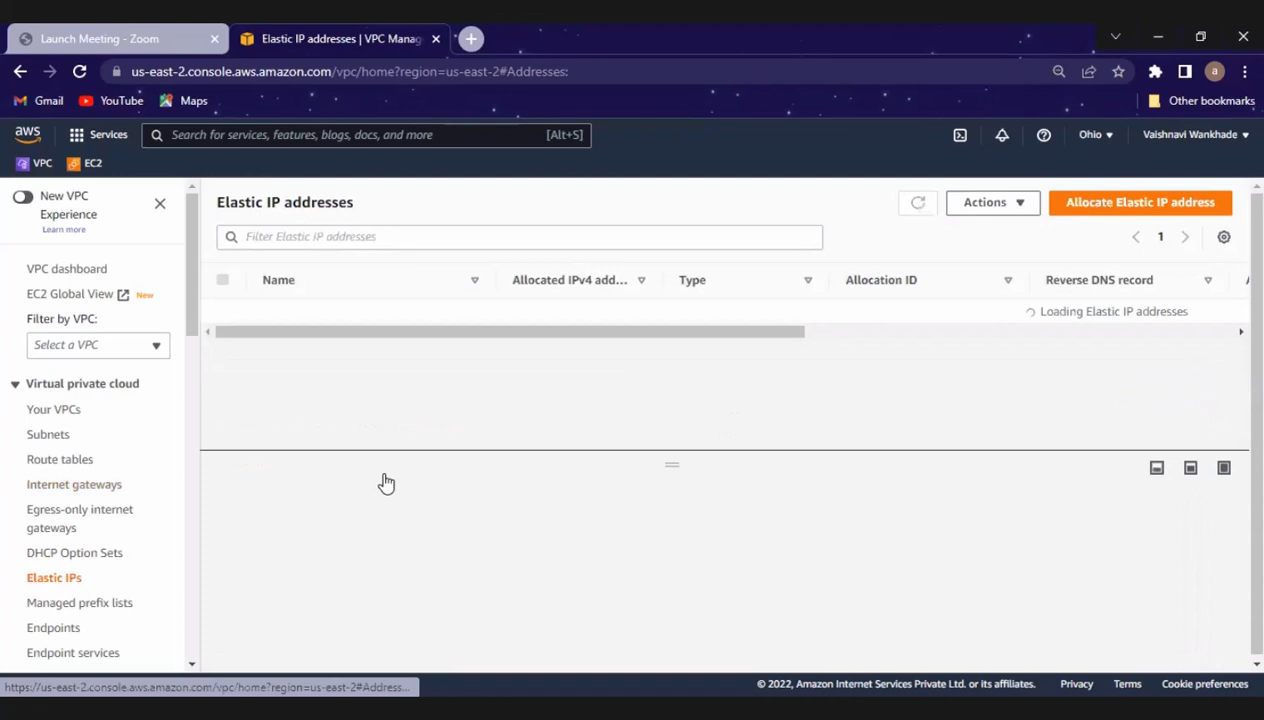 Launch Meeting - Zoom
Elastic IP addresses | VPC Manag
us-east-2.console.aws.amazon.com/vpc/home?region=us-east-2#Addresses:
a
Gmail
YouTube
Maps
Other bookmarks
aws
Services
Search for services, features, blogs, docs, and more
[Alt+S]
Ohio
Vaishnavi Wankhade
VPC
EC2
New VPC
Experience
Learn more
VPC dashboard
EC2 Global View
New
Filter by VPC:
Select a VPC
Virtual private cloud
Your VPCs
Subnets
Route tables
Internet gateways
Egress-only internet
gateways
DHCP Option Sets
Elastic IPs
Managed prefix lists
Endpoints
Endpoint services
Elastic IP addresses
Actions
Allocate Elastic IP address
Filter Elastic IP addresses
1
Name
Allocated IPv4 add...
Type
Allocation ID
Reverse DNS record
Loading Elastic IP addresses
https://us-east-2.console.aws.amazon.com/vpc/home?region=us-east-2#Address...
© 2022, Amazon Internet Services Private Ltd. or its affiliates.
Privacy
Terms
Cookie preferences